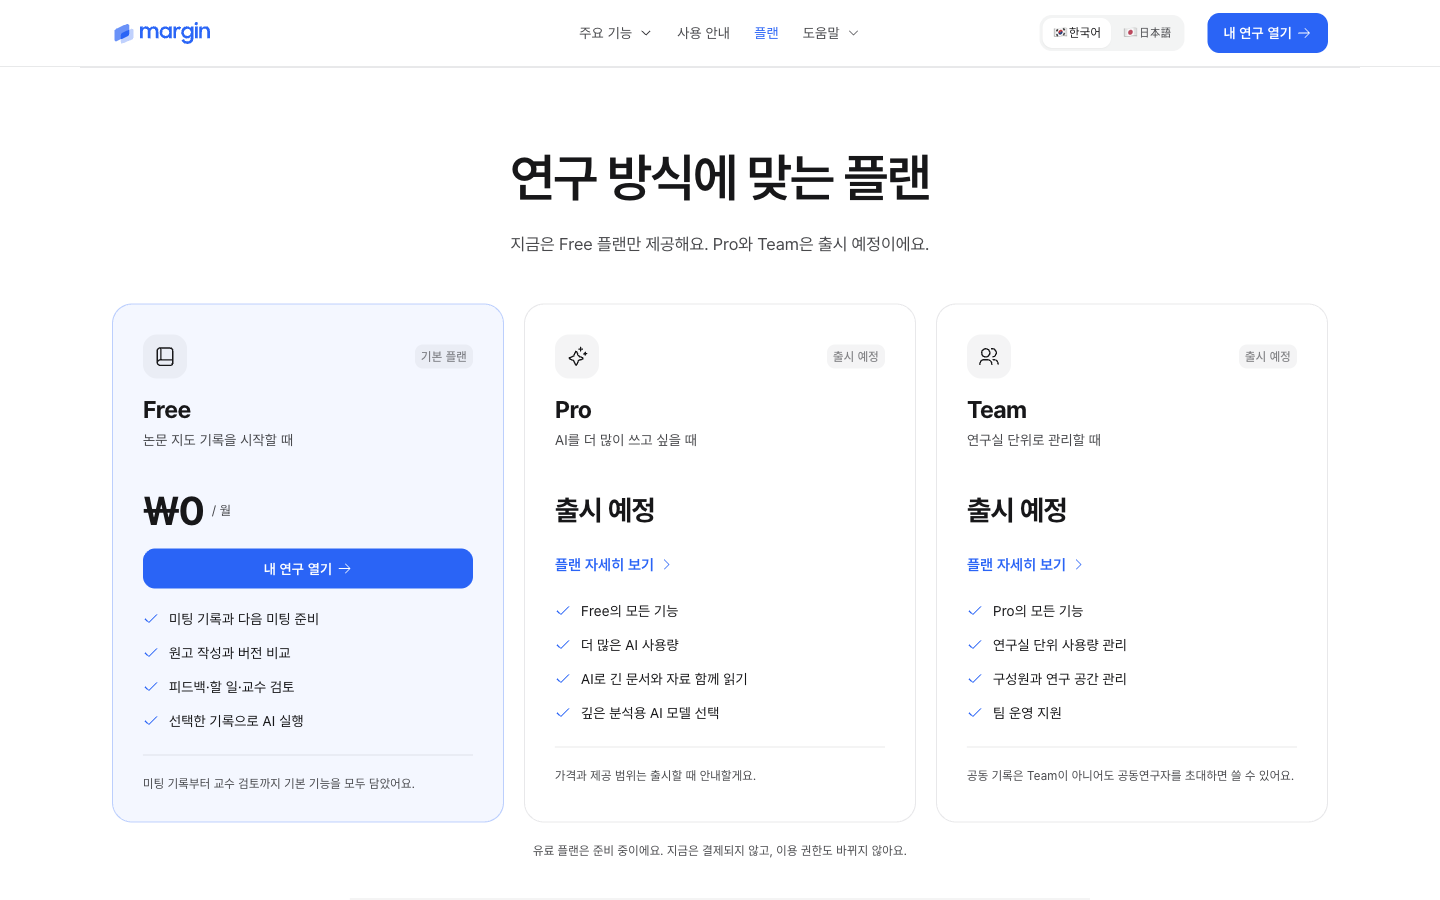 margin
주요 기능
사용 안내
플랜
도움말
한국어
日本語
내 연구 열기
연구 방식에 맞는 플랜
지금은 Free 플랜만 제공해요. Pro와 Team은 출시 예정이에요.
기본 플랜
Free
논문 지도 기록을 시작할 때
₩0 / 월
내 연구 열기
미팅 기록과 다음 미팅 준비
원고 작성과 버전 비교
피드백·할 일·교수 검토
선택한 기록으로 AI 실행
미팅 기록부터 교수 검토까지 기본 기능을 모두 담았어요.
출시 예정
Pro
AI를 더 많이 쓰고 싶을 때
출시 예정
플랜 자세히 보기
Free의 모든 기능
더 많은 AI 사용량
AI로 긴 문서와 자료 함께 읽기
깊은 분석용 AI 모델 선택
가격과 제공 범위는 출시할 때 안내할게요.
출시 예정
Team
연구실 단위로 관리할 때
출시 예정
플랜 자세히 보기
Pro의 모든 기능
연구실 단위 사용량 관리
구성원과 연구 공간 관리
팀 운영 지원
공동 기록은 Team이 아니어도 공동연구자를 초대하면 쓸 수 있어요.
유료 플랜은 준비 중이에요. 지금은 결제되지 않고, 이용 권한도 바뀌지 않아요.